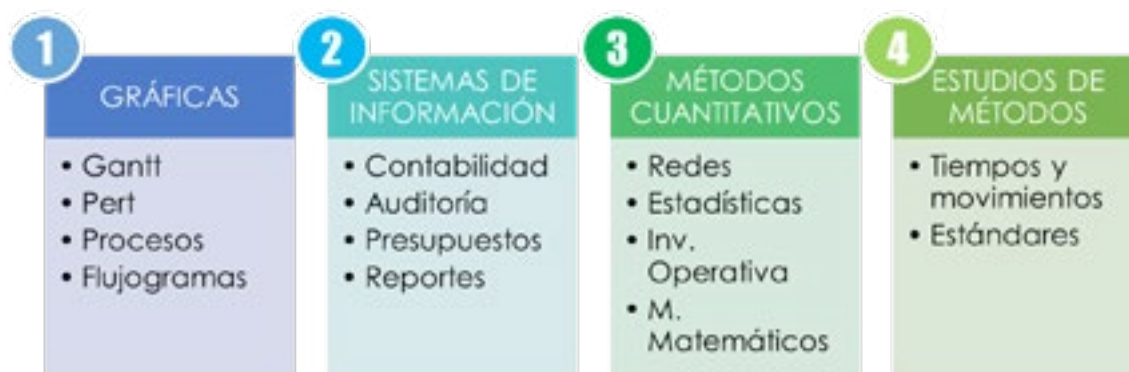 1
GRÁFICAS
• Gantt
• Pert
• Procesos
• Flujogramas
2
SISTEMAS DE
INFORMACIÓN
• Contabilidad
• Auditoría
• Presupuestos
• Reportes
3
MÉTODOS
CUANTITATIVOS
• Redes
• Estadísticas
• Inv.
Operativa
• M.
Matemáticos
4
ESTUDIOS DE
MÉTODOS
• Tiempos y
movimientos
• Estándares